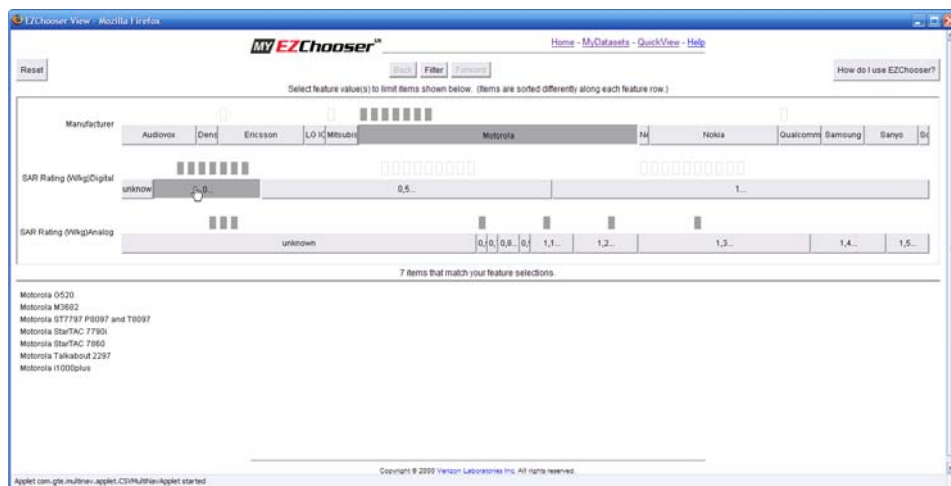 EZChooser View - Mozilla Firefox
MY EZChooser
Home - MyDatasets - QuickView - Help
Reset
Back Filter Forward
How do I use EZChooser?
Select feature value(s) to limit items shown below. (Items are sorted differently along each feature row.)
Manufacturer
Audiovox Dens Ericsson Mitsubis Motorola Nokia Qualcomm Samsung Sanyo
SAR Rating (W/kg)Digital
unknow 0,5... 1...
SAR Rating (W/kg)Analog
unknown 0,8... 1,1... 1,2... 1,3... 1,4... 1,5...
7 items that match your feature selections.
Motorola G520
Motorola M3682
Motorola ST7797 P8097 and T8097
Motorola StarTAC 7790i
Motorola StarTAC 7860
Motorola Talkabout 2297
Motorola i1000plus
Copyright © 2000 Verizon Laboratories Inc. All rights reserved.
Applet com.gte.multinav.applet.CSVMultiNavApplet started